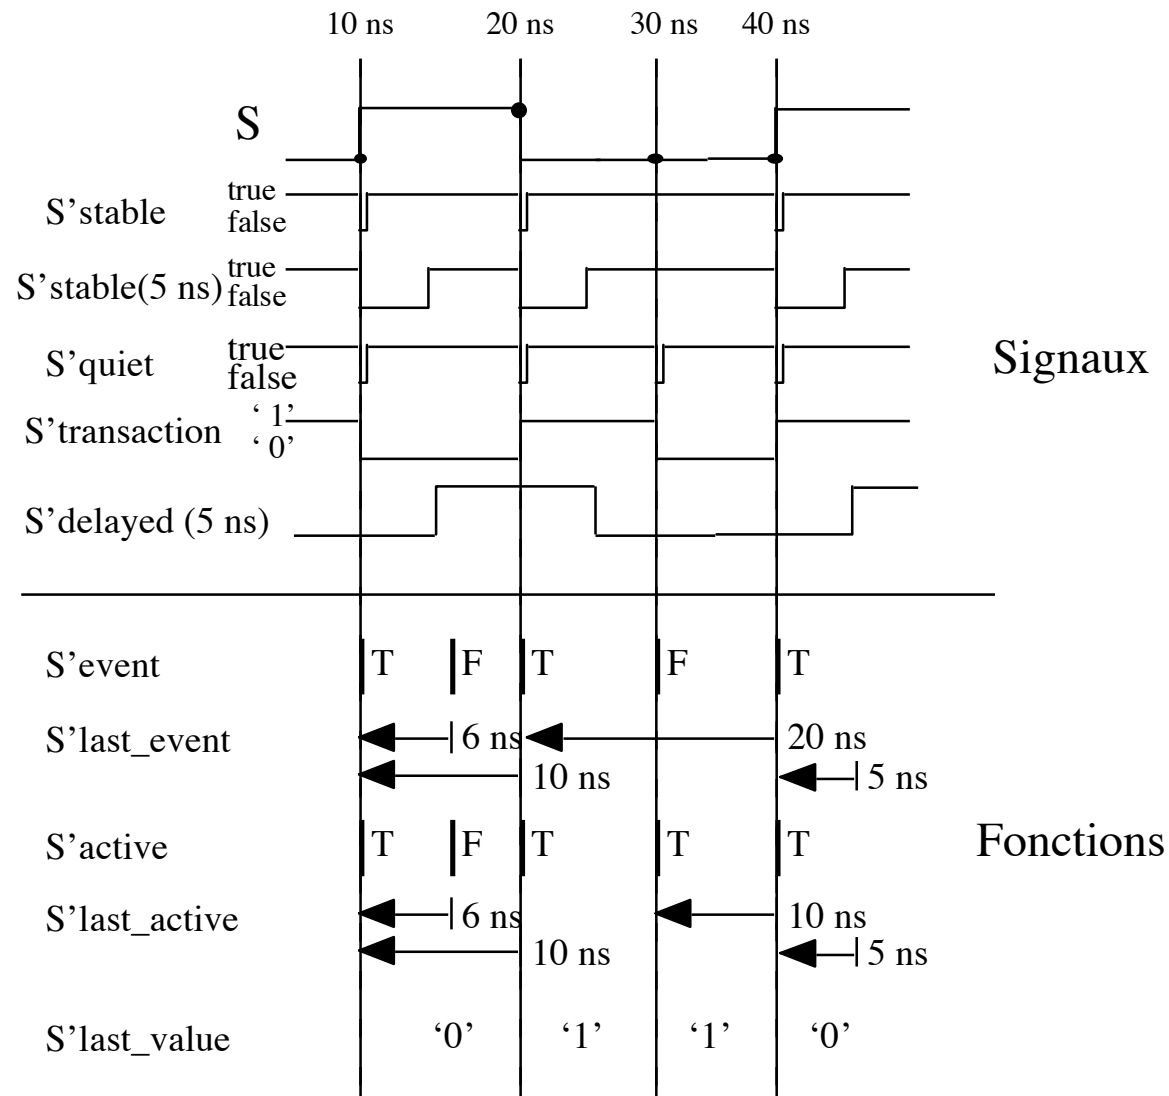 10 ns 20 ns 30 ns 40 ns
S
S’stable true
false
S’stable(5 ns) true
false
S’quiet true
false
Signaux
S’transaction ‘ 1’
‘ 0’
S’delayed (5 ns)
S’event T F T F T
S’last_event 6 ns 20 ns
10 ns 5 ns
S’active T F T T T
Fonctions
S’last_active 6 ns 10 ns
10 ns 5 ns
S’last_value ‘0’ ‘1’ ‘1’ ‘0’